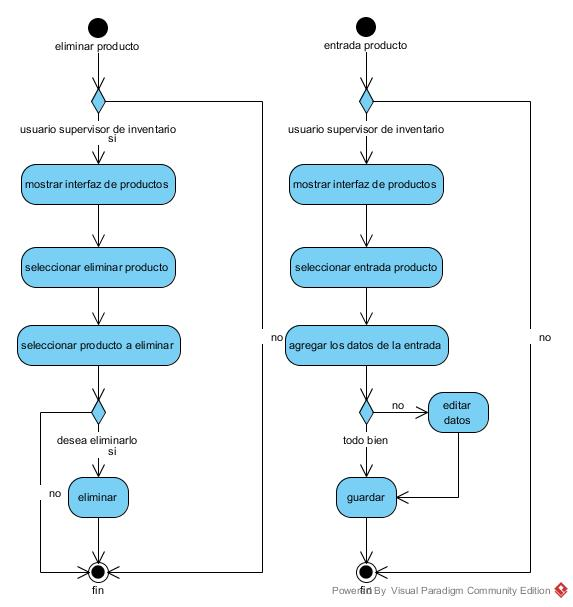 eliminar producto
usuario supervisor de inventario
si
mostrar interfaz de productos
seleccionar eliminar producto
seleccionar producto a eliminar
no
desea eliminarlo
si
no
eliminar
fin
entrada producto
usuario supervisor de inventario
mostrar interfaz de productos
seleccionar entrada producto
agregar los datos de la entrada
no
no
editar
datos
todo bien
guardar
fin
Powered By Visual Paradigm Community Edition